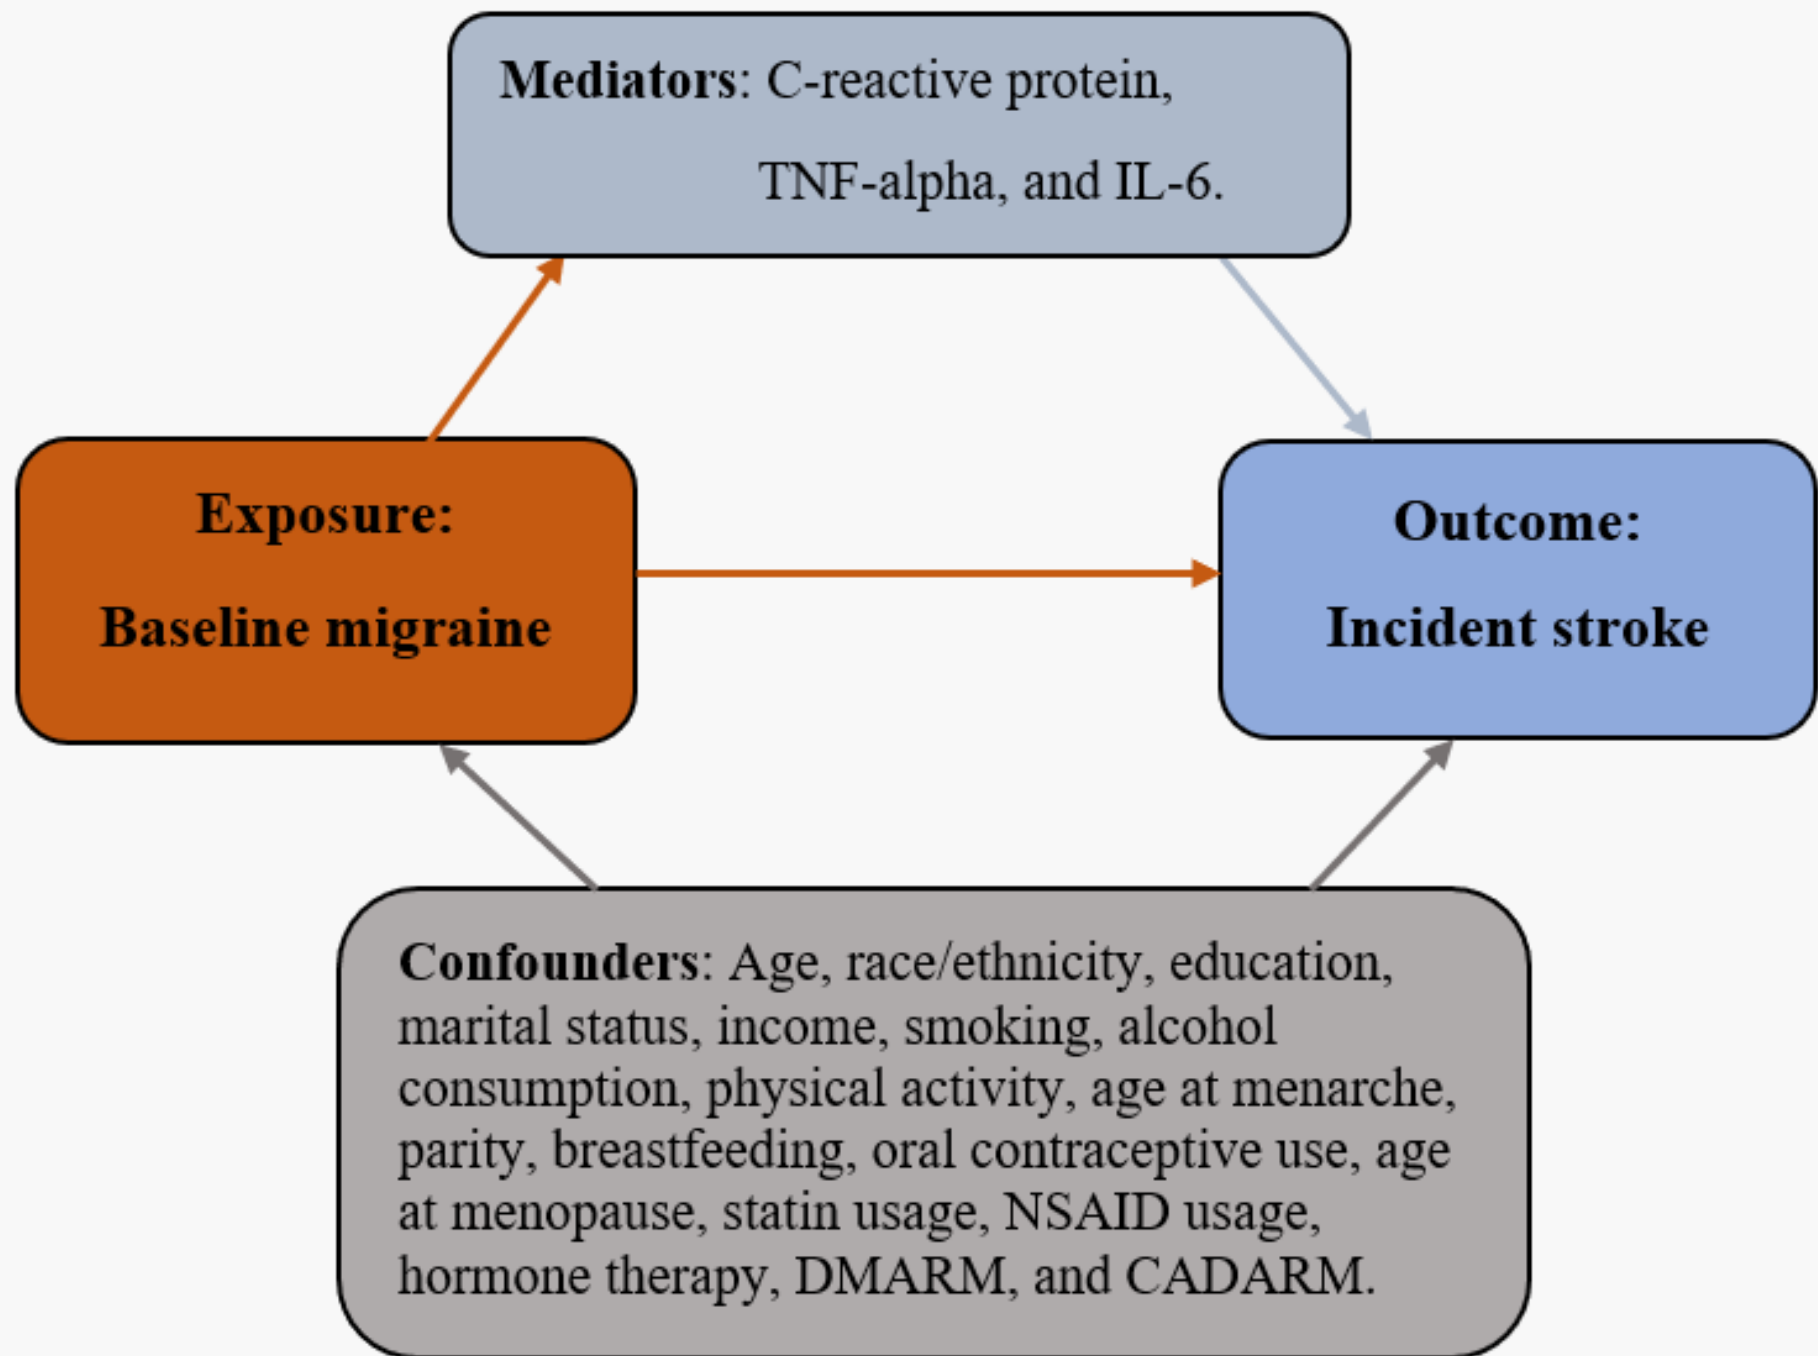 Mediators: C-reactive protein,
TNF-alpha, and IL-6.
Exposure:
Baseline migraine
Outcome:
Incident stroke
Confounders: Age, race/ethnicity, education,
marital status, income, smoking, alcohol
consumption, physical activity, age at menarche,
parity, breastfeeding, oral contraceptive use, age
at menopause, statin usage, NSAID usage,
hormone therapy, DMARM, and CADARM.